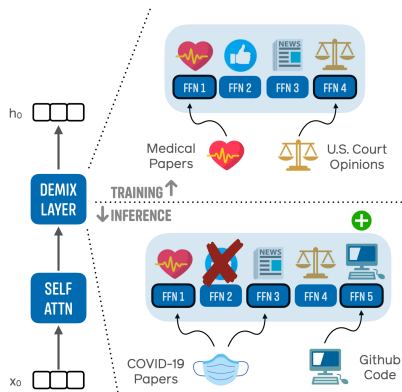 NEWS
FFN 1 FFN 2 FFN 3 FFN 4
h₀
Medical
Papers
U.S. Court
Opinions
DEMIX
LAYER
TRAINING
INFERENCE
NEWS
FFN 1 FFN 2 FFN 3 FFN 4 FFN 5
SELF
ATTN
COVID-19
Papers
Github
Code
x₀